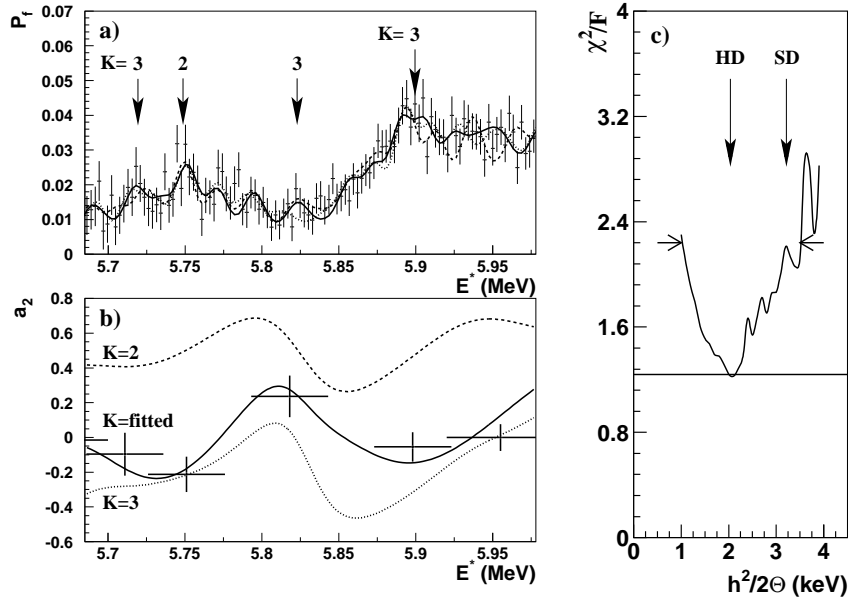 P_f
0.07
0.06
0.05
0.04
0.03
0.02
0.01
0
a)
K= 3
2
3
K= 3
5.7
5.75
5.8
5.85
5.9
5.95
E* (MeV)
a_2
0.8
0.6
0.4
0.2
0
-0.2
-0.4
-0.6
b)
K=2
K=fitted
K=3
5.7
5.75
5.8
5.85
5.9
5.95
E* (MeV)
χ²/F
4
3.2
2.4
1.6
0.8
0
c)
HD
SD
0
1
2
3
4
h²/2Θ (keV)